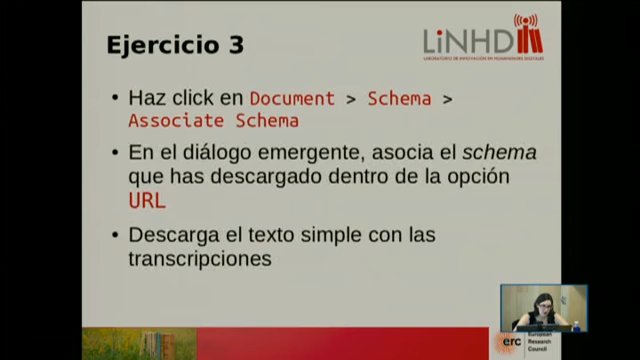 Ejercicio 3
LiNHD
LABORATORIO DE INNOVACIÓN EN HUMANIDADES DIGITALES
• Haz click en Document > Schema >
Associate Schema
• En el diálogo emergente, asocia el schema
que has descargado dentro de la opción
URL
• Descarga el texto simple con las
transcripciones
erc
European
Research
Council